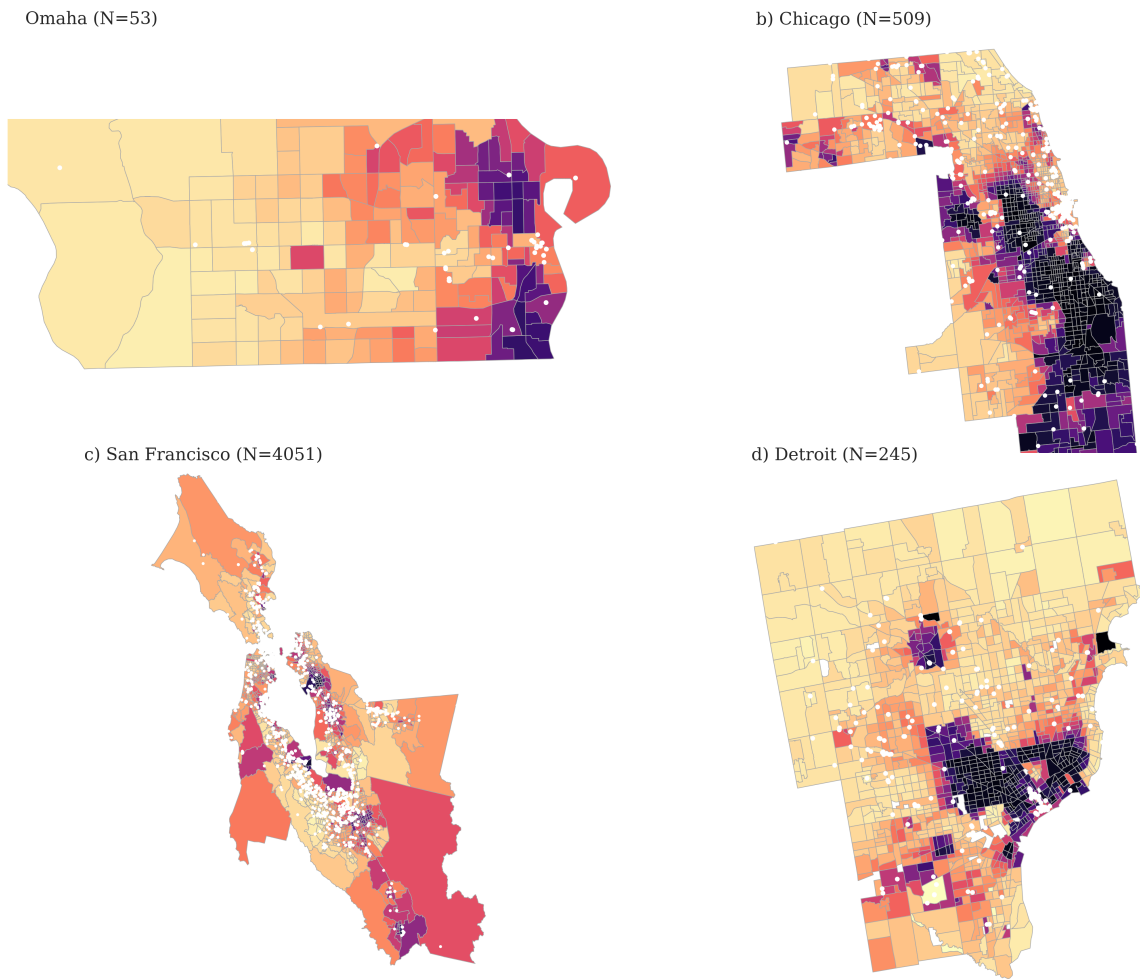 Omaha (N=53)
b) Chicago (N=509)
c) San Francisco (N=4051)
d) Detroit (N=245)